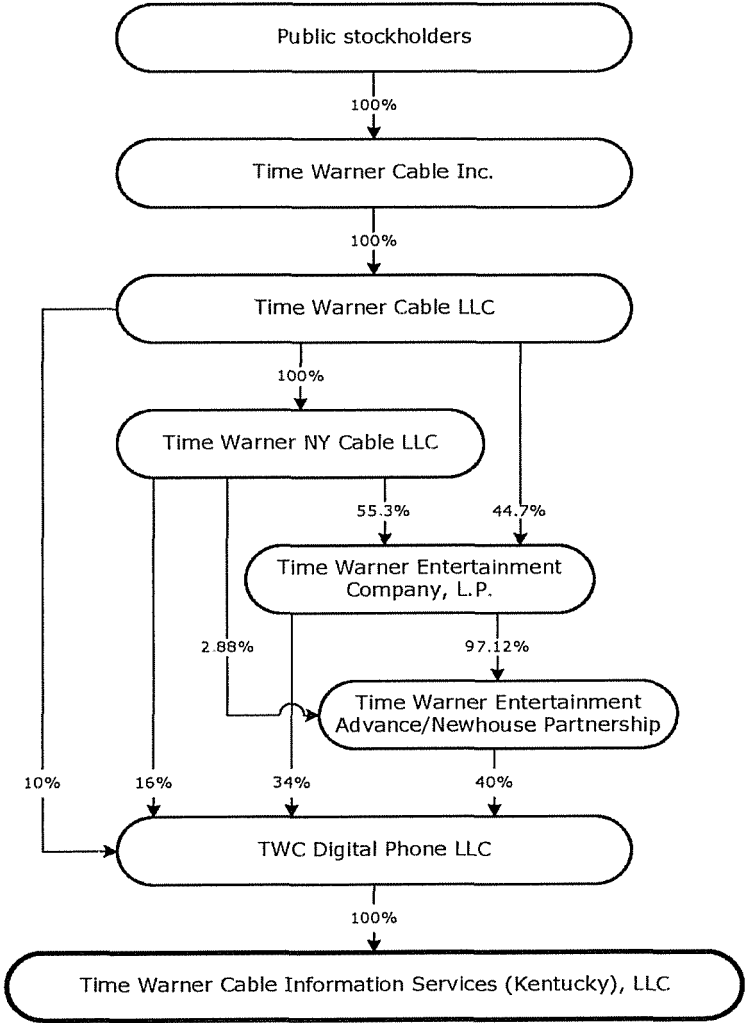 Public stockholders
100%
Time Warner Cable Inc.
100%
Time Warner Cable LLC
100%
Time Warner NY Cable LLC
55.3%
44.7%
Time Warner Entertainment
Company, L.P.
2.88%
97.12%
Time Warner Entertainment
Advance/Newhouse Partnership
10%
16%
34%
40%
TWC Digital Phone LLC
100%
Time Warner Cable Information Services (Kentucky), LLC